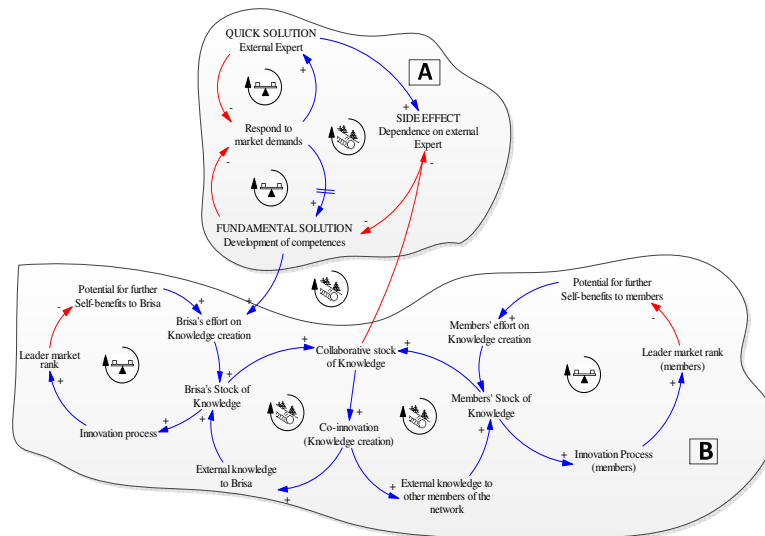 QUICK SOLUTION
External Expert
A
+
-
+
SIDE EFFECT
Dependence on external
Expert
Respond to
market demands
-
-
+
-
FUNDAMENTAL SOLUTION
Development of competences
Potential for further
Self-benefits to Brisa
-
+
+
Brisa's effort on
Knowledge creation
Leader market
rank
+
+
Brisa's Stock of
Knowledge
+
+
Innovation process
External knowledge
to Brisa
+
+
Collaborative stock
of Knowledge
+
+
Co-innovation
(Knowledge creation)
+
External knowledge to
other members of the
network
+
Members' effort on
Knowledge creation
+
+
Members' Stock of
Knowledge
Potential for further
Self-benefits to members
-
Leader market rank
(members)
+
+
Innovation Process
(members)
B